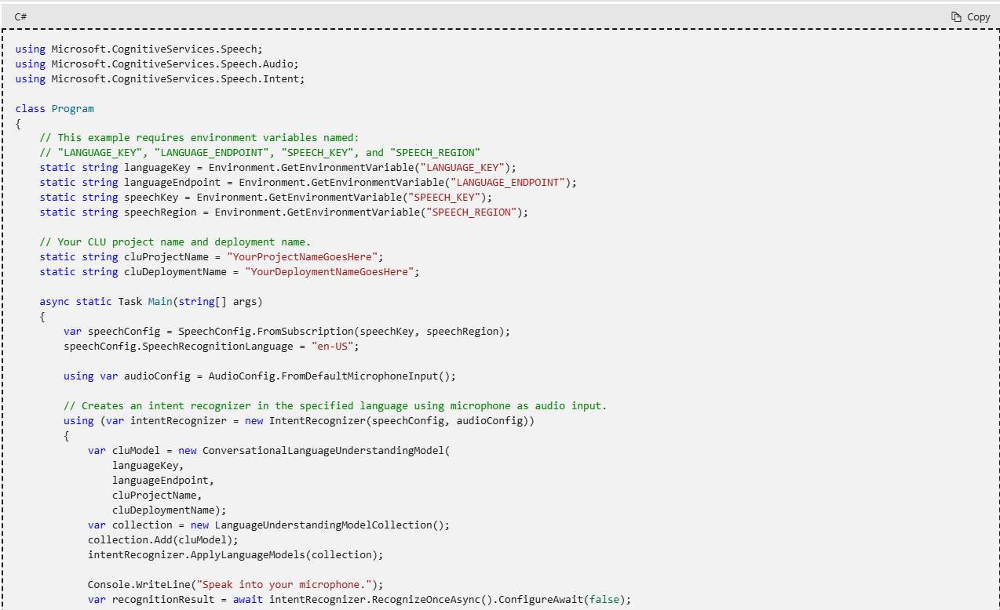 C#
Copy
using Microsoft.CognitiveServices.Speech;
using Microsoft.CognitiveServices.Speech.Audio;
using Microsoft.CognitiveServices.Speech.Intent;

class Program
{
    // This example requires environment variables named:
    // "LANGUAGE_KEY", "LANGUAGE_ENDPOINT", "SPEECH_KEY", and "SPEECH_REGION"
    static string languageKey = Environment.GetEnvironmentVariable("LANGUAGE_KEY");
    static string languageEndpoint = Environment.GetEnvironmentVariable("LANGUAGE_ENDPOINT");
    static string speechKey = Environment.GetEnvironmentVariable("SPEECH_KEY");
    static string speechRegion = Environment.GetEnvironmentVariable("SPEECH_REGION");

    // Your CLU project name and deployment name.
    static string cluProjectName = "YourProjectNameGoesHere";
    static string cluDeploymentName = "YourDeploymentNameGoesHere";

    async static Task Main(string[] args)
    {
        var speechConfig = SpeechConfig.FromSubscription(speechKey, speechRegion);
        speechConfig.SpeechRecognitionLanguage = "en-US";

        using var audioConfig = AudioConfig.FromDefaultMicrophoneInput();

        // Creates an intent recognizer in the specified language using microphone as audio input.
        using (var intentRecognizer = new IntentRecognizer(speechConfig, audioConfig))
        {
            var cluModel = new ConversationalLanguageUnderstandingModel(
                languageKey,
                languageEndpoint,
                cluProjectName,
                cluDeploymentName);
            var collection = new LanguageUnderstandingModelCollection();
            collection.Add(cluModel);
            intentRecognizer.ApplyLanguageModels(collection);

            Console.WriteLine("Speak into your microphone.");
            var recognitionResult = await intentRecognizer.RecognizeOnceAsync().ConfigureAwait(false);